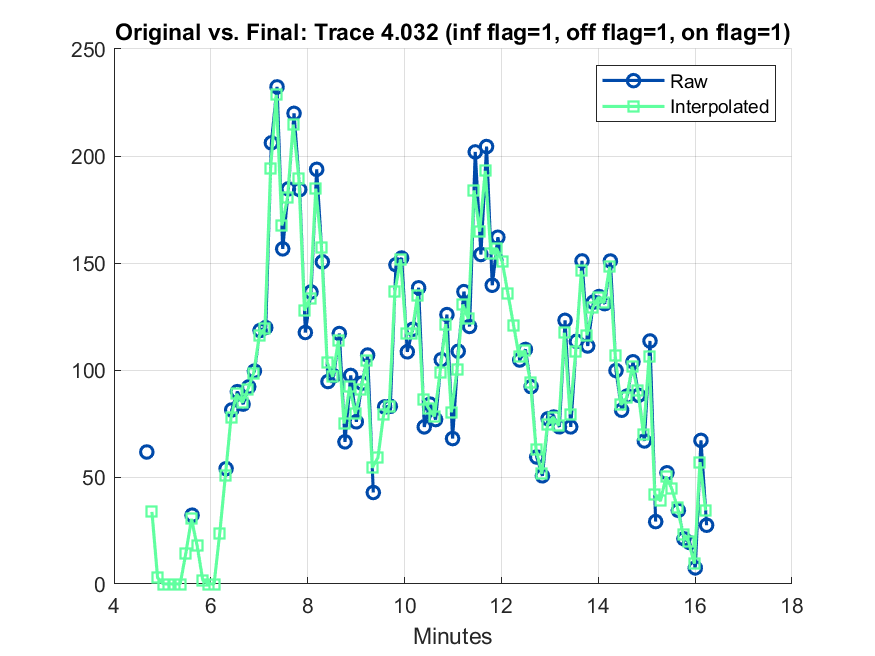 Original vs. Final: Trace 4.032 (inf flag=1, off flag=1, on flag=1)
250
200
150
100
50
0
Raw
Interpolated
4 6 8 10 12 14 16 18
Minutes